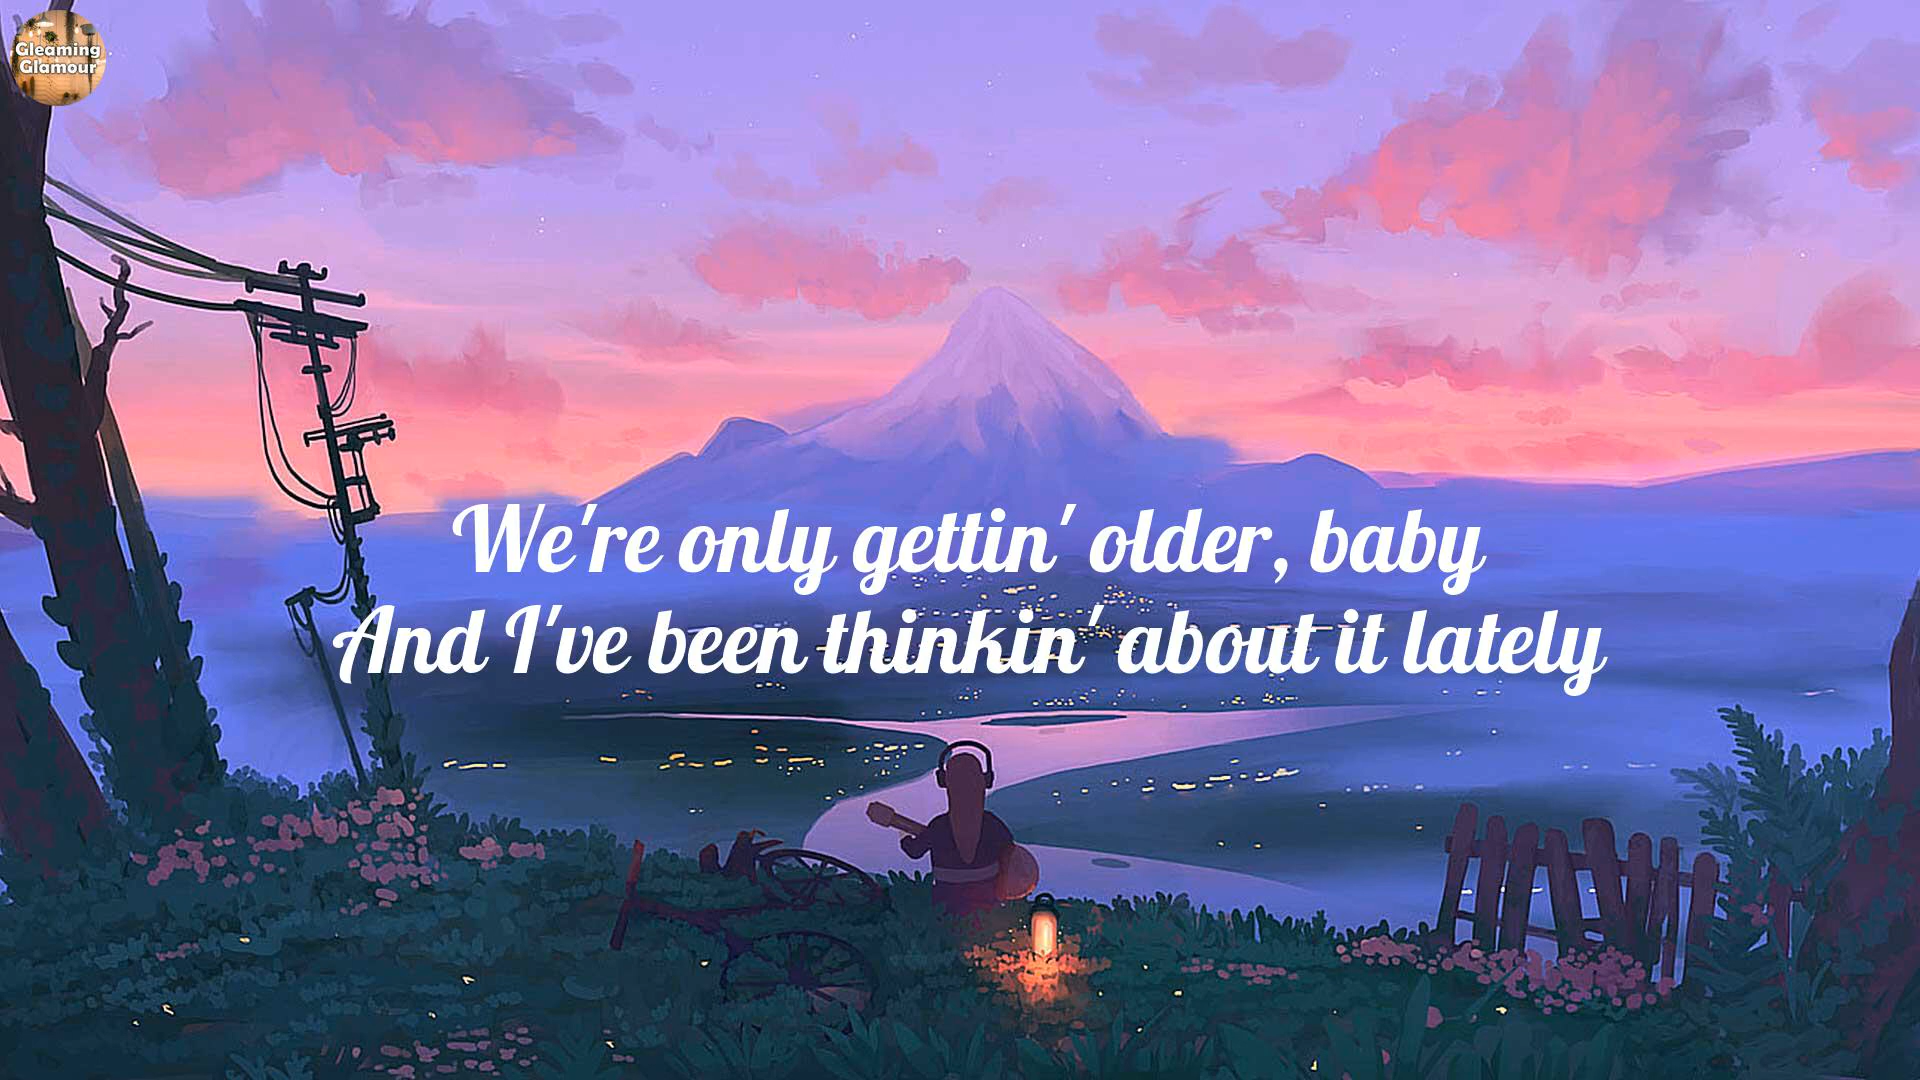 Gleaming
Glamour
We're only gettin' older, baby
And I've been thinkin' about it lately